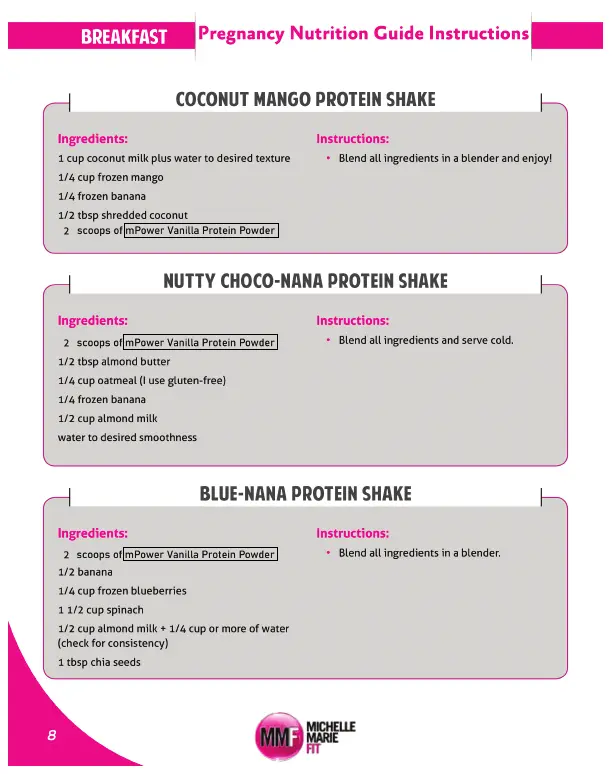 BREAKFAST
Pregnancy Nutrition Guide Instructions
COCONUT MANGO PROTEIN SHAKE
Ingredients:
1 cup coconut milk plus water to desired texture
1/4 cup frozen mango
1/4 frozen banana
1/2 tbsp shredded coconut
2 scoops of mPower Vanilla Protein Powder
Instructions:
• Blend all ingredients in a blender and enjoy!
NUTTY CHOCO-NANA PROTEIN SHAKE
Ingredients:
2 scoops of mPower Vanilla Protein Powder
1/2 tbsp almond butter
1/4 cup oatmeal (I use gluten-free)
1/4 frozen banana
1/2 cup almond milk
water to desired smoothness
Instructions:
• Blend all ingredients and serve cold.
BLUE-NANA PROTEIN SHAKE
Ingredients:
2 scoops of mPower Vanilla Protein Powder
1/2 banana
1/4 cup frozen blueberries
1 1/2 cup spinach
1/2 cup almond milk + 1/4 cup or more of water
(check for consistency)
1 tbsp chia seeds
Instructions:
• Blend all ingredients in a blender.
8
MMF
MICHELLE
MARIE
FIT